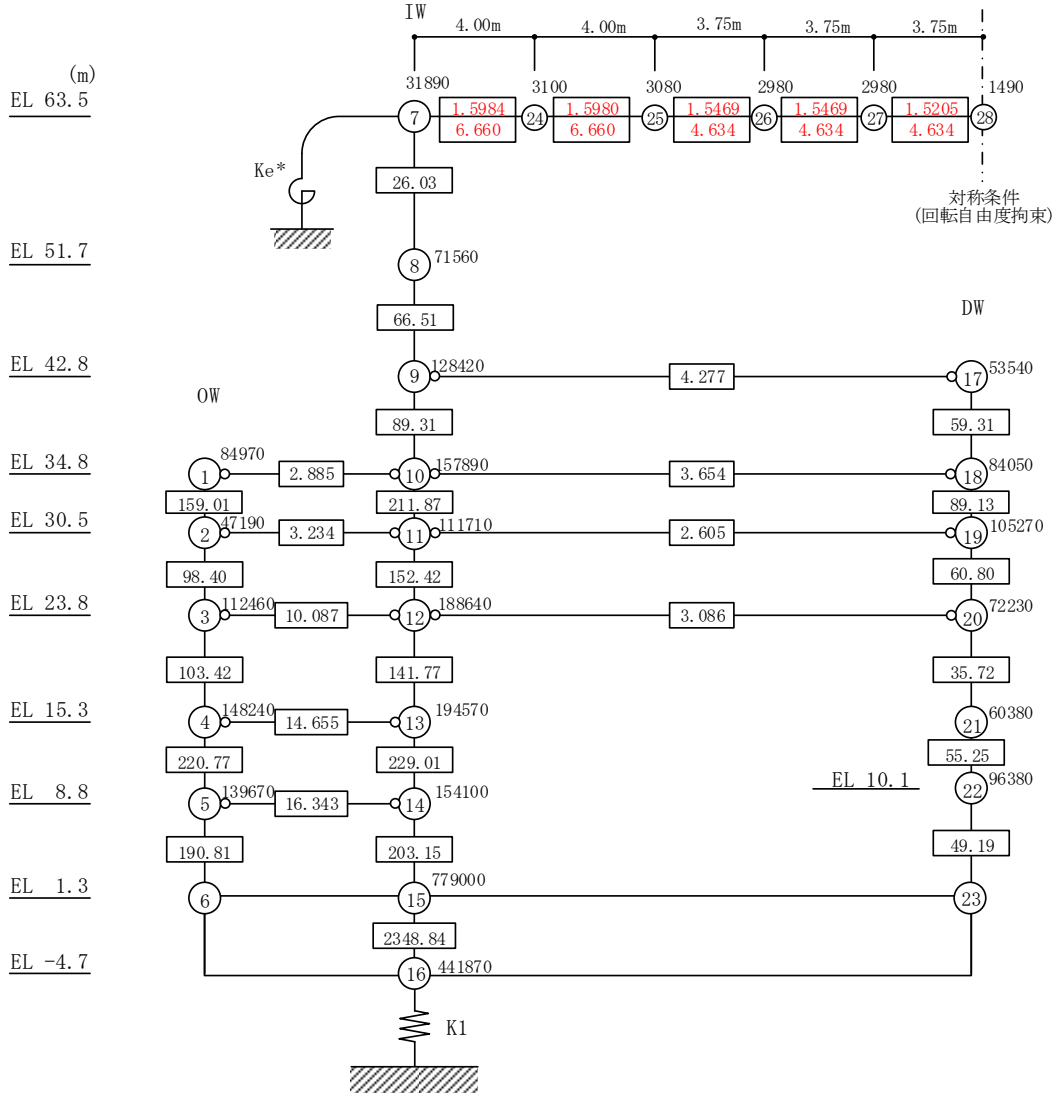 IW
4.00m 4.00m 3.75m 3.75m 3.75m
(m)
EL 63.5
31890 3100 3080 2980 2980 1490
7 1.5984 24 1.5980 25 1.5469 26 1.5469 27 1.5205 28
6.660 6.660 4.634 4.634 4.634
Ke*
26.03
対称条件
(回転自由度拘束)
EL 51.7
8 71560
66.51
DW
EL 42.8
9 128420 4.277 17 53540
OW
89.31 59.31
EL 34.8
1 84970 2.885 10 157890 3.654 18 84050
159.01 211.87 89.13
EL 30.5
2 47190 3.234 11 111710 2.605 19 105270
98.40 152.42 60.80
EL 23.8
3 112460 10.087 12 188640 3.086 20 72230
103.42 141.77 35.72
EL 15.3
4 148240 14.655 13 194570 21 60380
220.77 229.01 55.25
EL 10.1 22 96380
EL 8.8
5 139670 16.343 14 154100
190.81 203.15 49.19
EL 1.3
6 15 779000 23
2348.84
EL -4.7
16 441870
K1